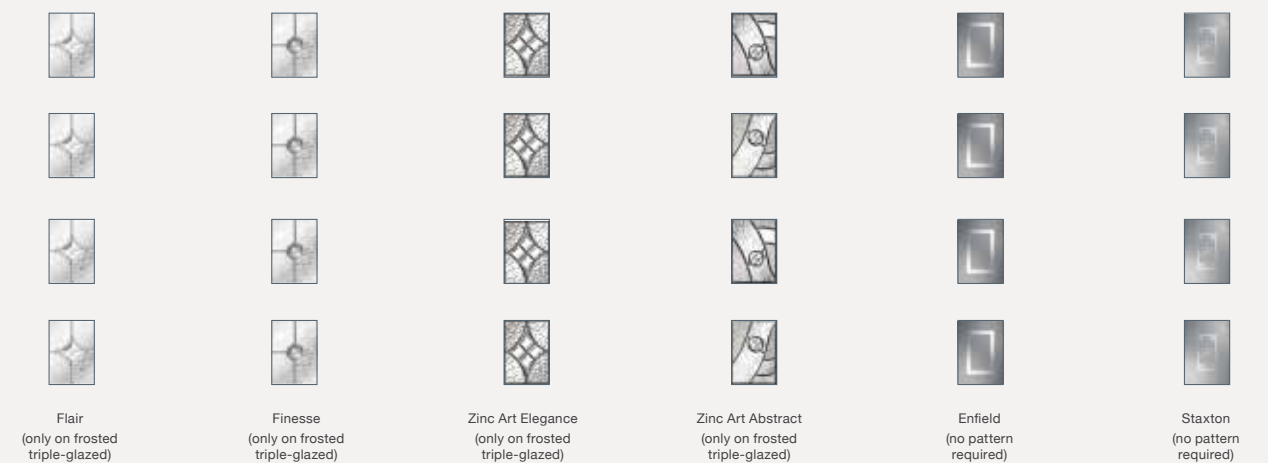 Flair
(only on frosted
triple-glazed)
Finesse
(only on frosted
triple-glazed)
Zinc Art Elegance
(only on frosted
triple-glazed)
Zinc Art Abstract
(only on frosted
triple-glazed)
Enfield
(no pattern
required)
Staxton
(no pattern
required)